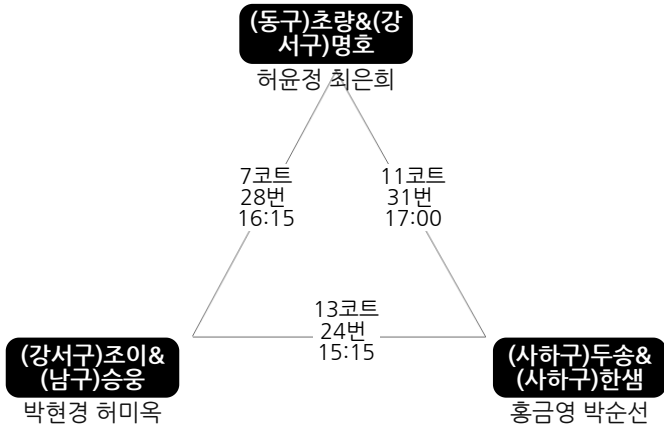 (동구)초량&(강
서구)명호
허윤정 최은희
7코트
28번
16:15
11코트
31번
17:00
13코트
24번
15:15
(강서구)조이&
(남구)승웅
박현경 허미옥
(사하구)두송&
(사하구)한샘
홍금영 박순선